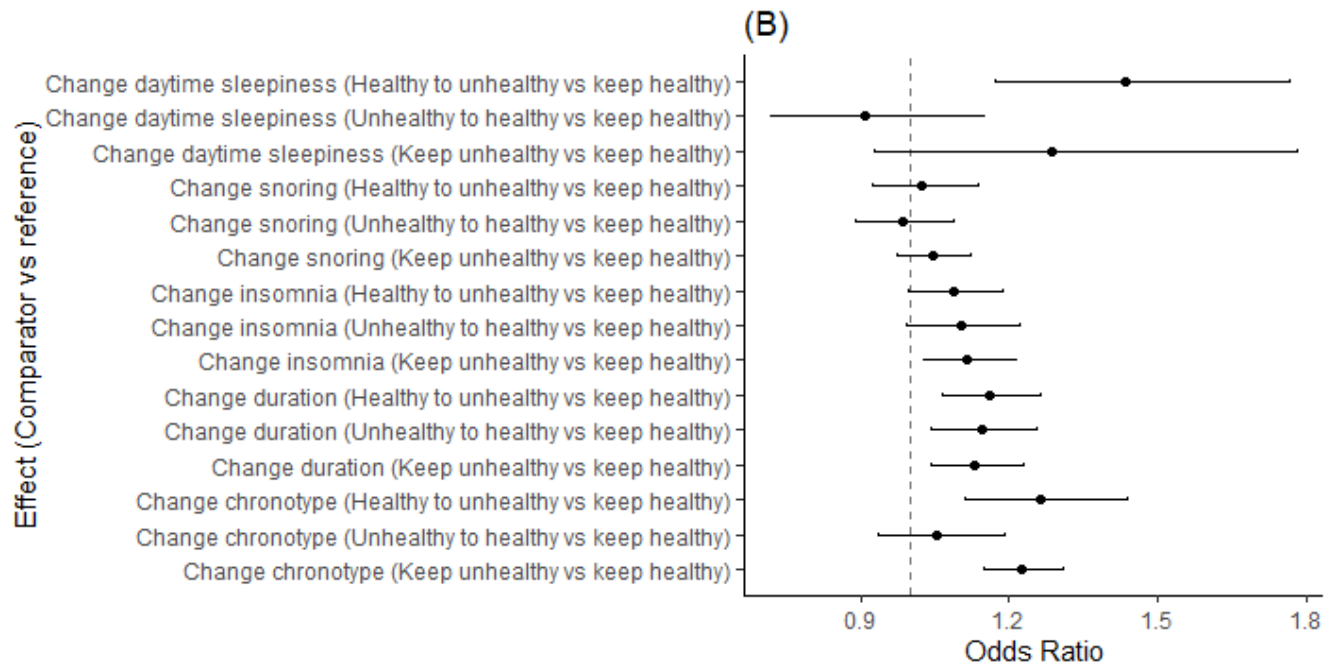 (B)
Effect (Comparator vs reference)
Change daytime sleepiness (Healthy to unhealthy vs keep healthy)
Change daytime sleepiness (Unhealthy to healthy vs keep healthy)
Change daytime sleepiness (Keep unhealthy vs keep healthy)
Change snoring (Healthy to unhealthy vs keep healthy)
Change snoring (Unhealthy to healthy vs keep healthy)
Change snoring (Keep unhealthy vs keep healthy)
Change insomnia (Healthy to unhealthy vs keep healthy)
Change insomnia (Unhealthy to healthy vs keep healthy)
Change insomnia (Keep unhealthy vs keep healthy)
Change duration (Healthy to unhealthy vs keep healthy)
Change duration (Unhealthy to healthy vs keep healthy)
Change duration (Keep unhealthy vs keep healthy)
Change chronotype (Healthy to unhealthy vs keep healthy)
Change chronotype (Unhealthy to healthy vs keep healthy)
Change chronotype (Keep unhealthy vs keep healthy)
0.9 1.2 1.5 1.8
Odds Ratio